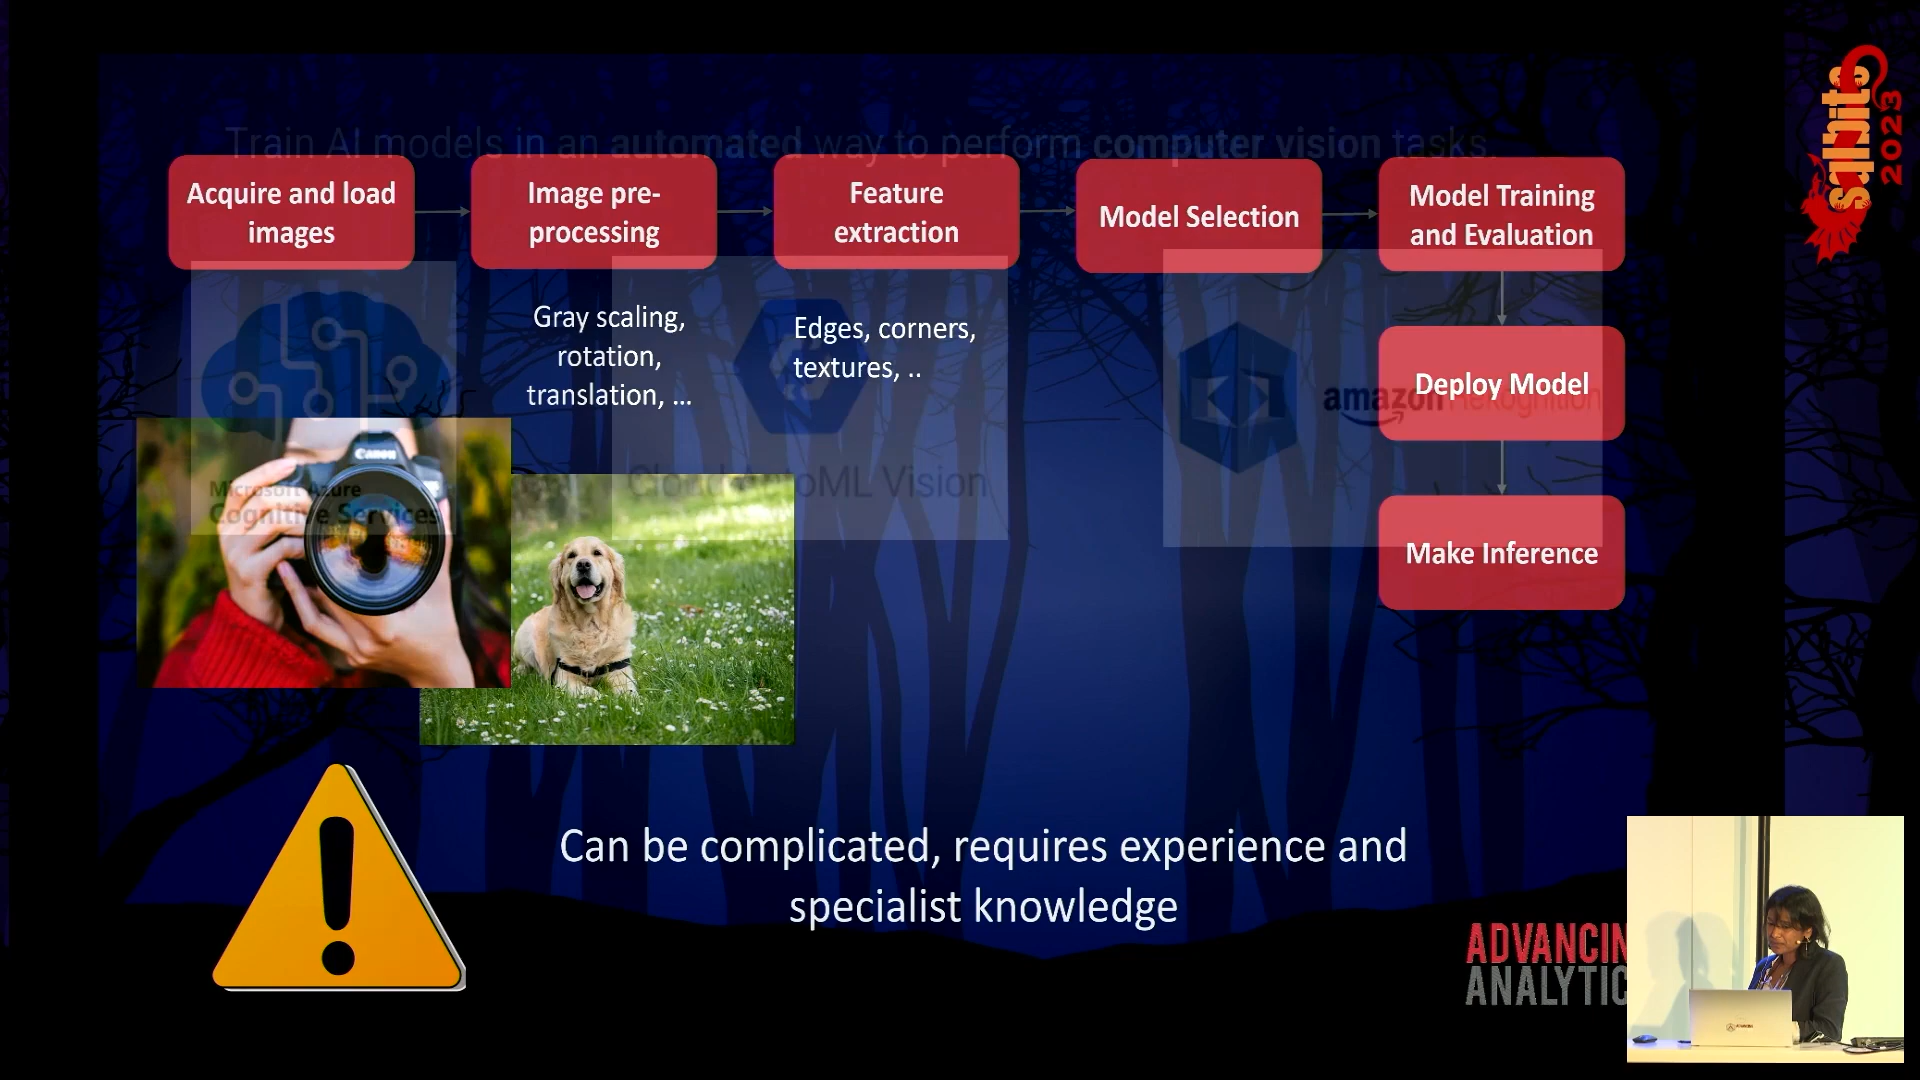 Train AI models in an automated way to perform computer vision tasks.
Acquire and load
images
Image pre-
processing
Feature
extraction
Model Selection
Model Training
and Evaluation
Gray scaling,
rotation,
translation, ...
Edges, corners,
textures, ..
Deploy Model
amazon Rekognition
Make Inference
Canon
Microsoft Azure
Cognitive Services
Cloud AutoML Vision
Can be complicated, requires experience and
specialist knowledge
ADVANCIN
ANALYTIC
sqlbits
2023